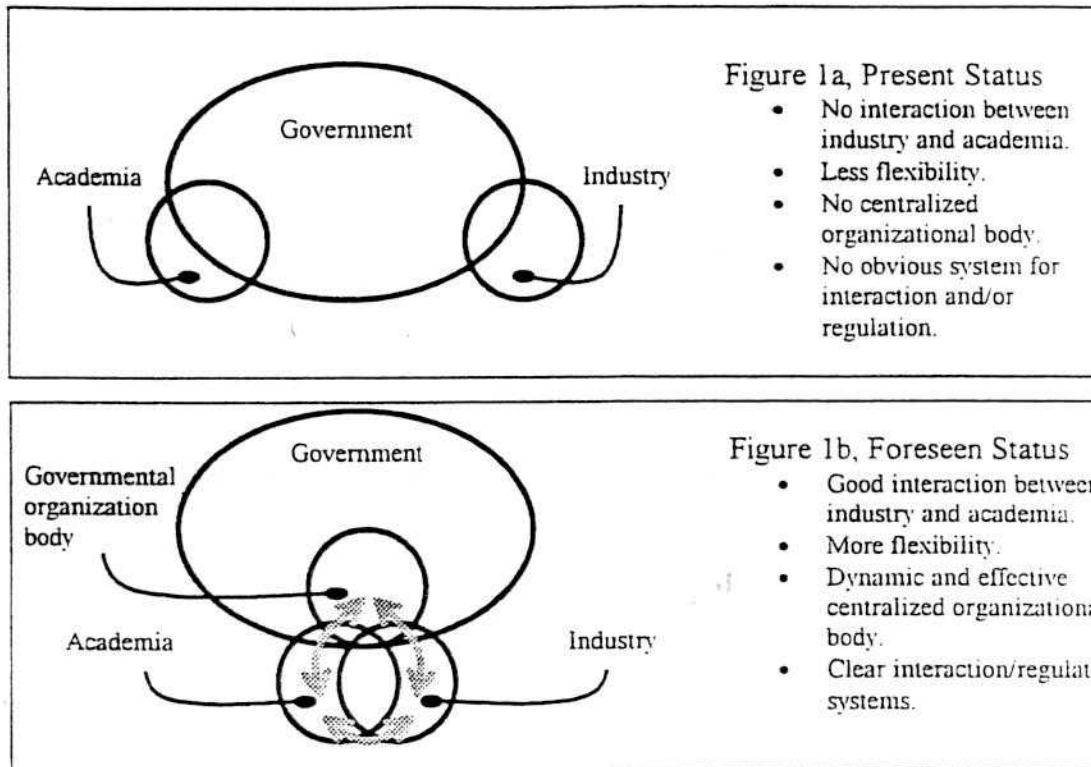 Government
Academia
Industry
Figure 1a, Present Status
• No interaction between
industry and academia.
• Less flexibility.
• No centralized
organizational body.
• No obvious system for
interaction and/or
regulation.
Government
Governmental
organization
body
Academia
Industry
Figure 1b, Foreseen Status
• Good interaction between
industry and academia.
• More flexibility.
• Dynamic and effective
centralized organizationa
body.
• Clear interaction/regulat
systems.